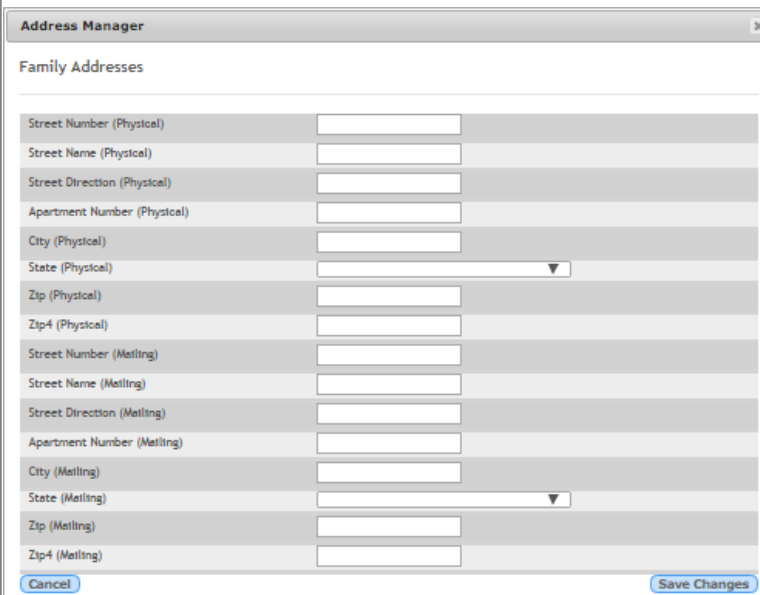 Address Manager
Family Addresses
Street Number (Physical)
Street Name (Physical)
Street Direction (Physical)
Apartment Number (Physical)
City (Physical)
State (Physical)
Zip (Physical)
Zip4 (Physical)
Street Number (Mailing)
Street Name (Mailing)
Street Direction (Mailing)
Apartment Number (Mailing)
City (Mailing)
State (Mailing)
Zip (Mailing)
Zip4 (Mailing)
Cancel Save Changes